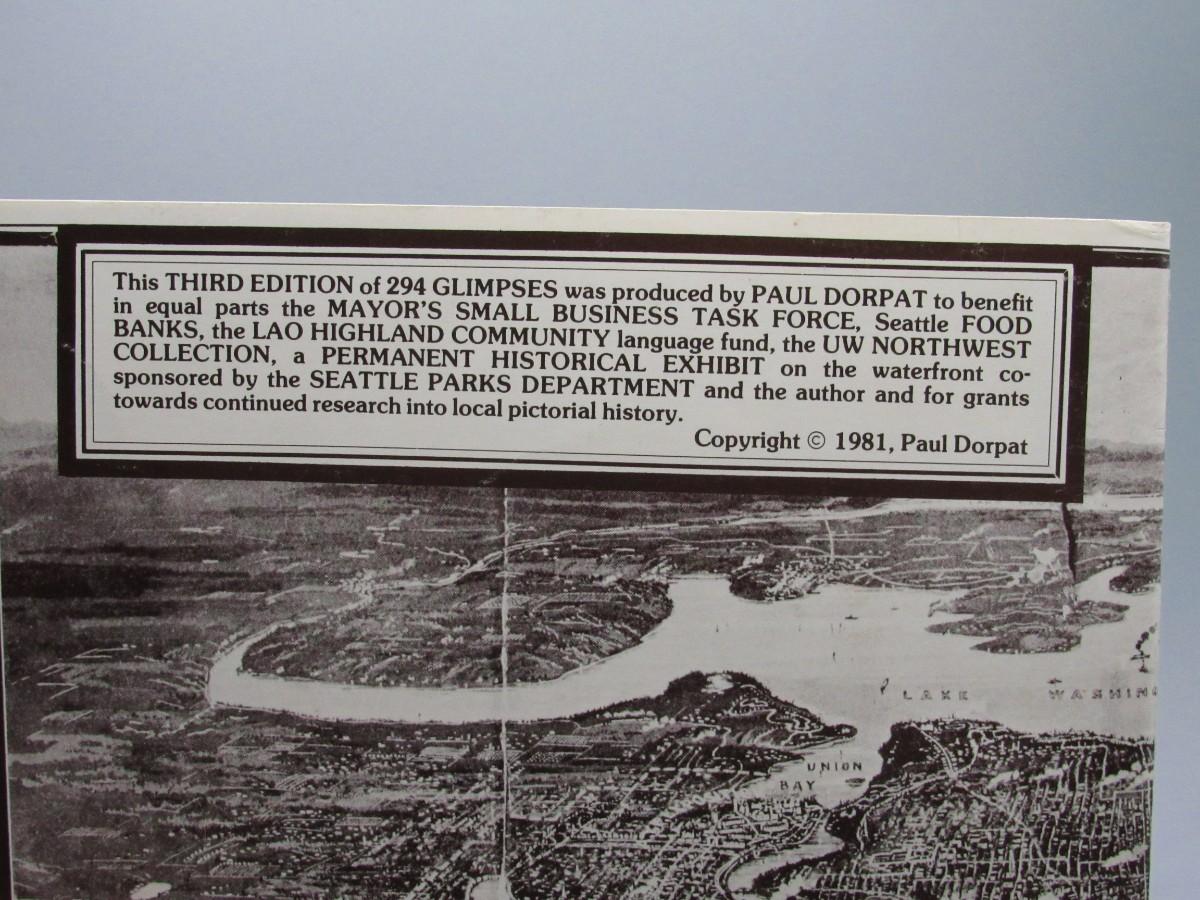 This THIRD EDITION of 294 GLIMPSES was produced by PAUL DORPAT to benefit
in equal parts the MAYOR'S SMALL BUSINESS TASK FORCE, Seattle FOOD
BANKS, the LAO HIGHLAND COMMUNITY language fund, the UW NORTHWEST
COLLECTION, a PERMANENT HISTORICAL EXHIBIT on the waterfront co-
sponsored by the SEATTLE PARKS DEPARTMENT and the author and for grants
towards continued research into local pictorial history.
Copyright © 1981, Paul Dorpat
LAKE WASHING
UNION
BAY